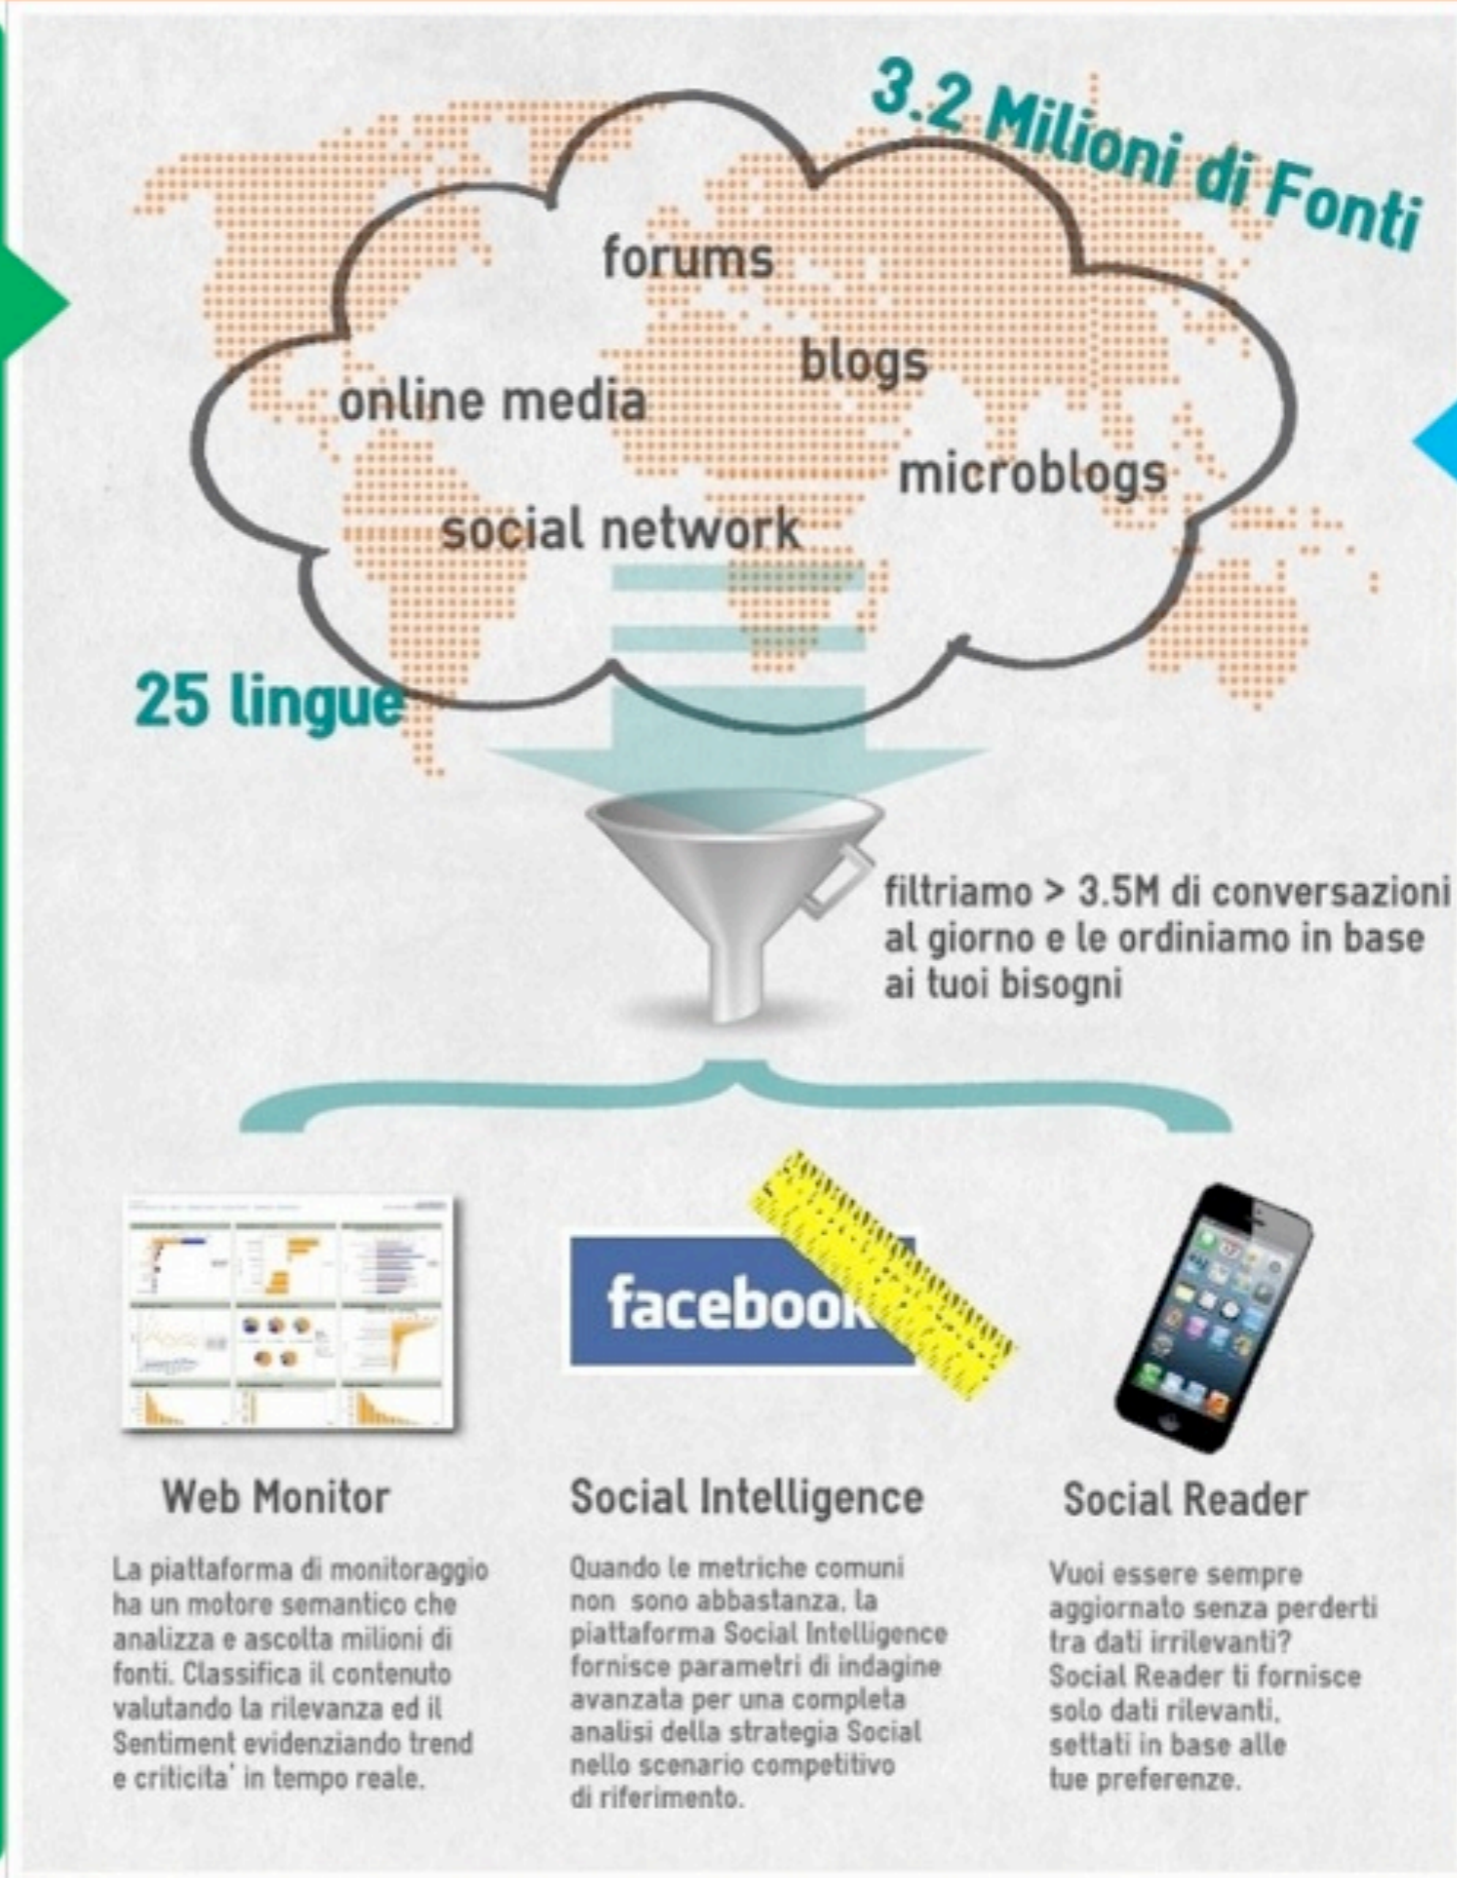 3.2 Milioni di Fonti
forums
blogs
online media
microblogs
social network
25 lingue
filtriamo > 3.5M di conversazioni
al giorno e le ordiniamo in base
ai tuoi bisogni
facebook
Web Monitor
La piattaforma di monitoraggio
ha un motore semantico che
analizza e ascolta milioni di
fonti. Classifica il contenuto
valutando la rilevanza ed il
Sentiment evidenziando trend
e criticita' in tempo reale.
Social Intelligence
Quando le metriche comuni
non sono abbastanza, la
piattaforma Social Intelligence
fornisce parametri di indagine
avanzata per una completa
analisi della strategia Social
nello scenario competitivo
di riferimento.
Social Reader
Vuoi essere sempre
aggiornato senza perderti
tra dati irrilevanti?
Social Reader ti fornisce
solo dati rilevanti,
settati in base alle
tue preferenze.